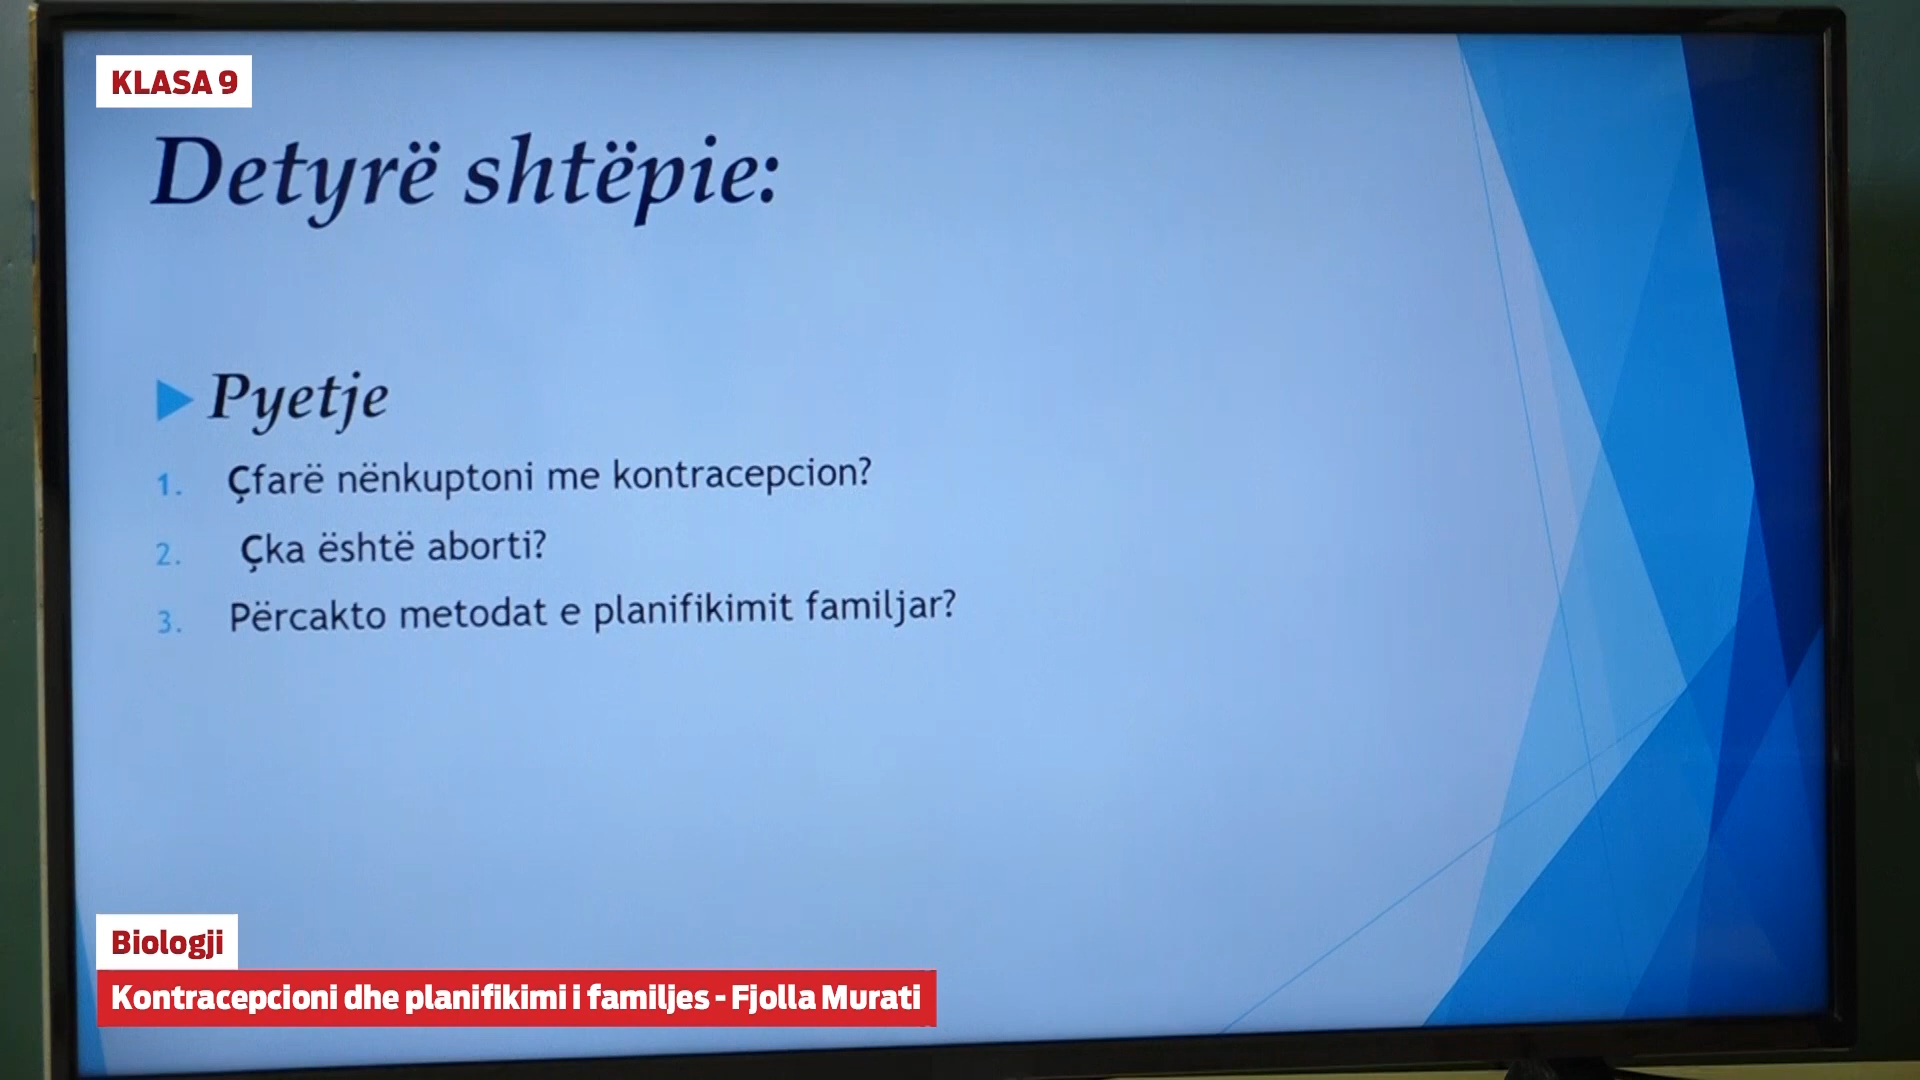 KLASA 9
Detyrë shtëpie:
Pyetje
1. Çfarë nënkuptoni me kontracepcion?
2. Çka është aborti?
3. Përcakto metodat e planifikimit familjar?
Biologji
Kontracepcioni dhe planifikimi i familjes - Fjolla Murati